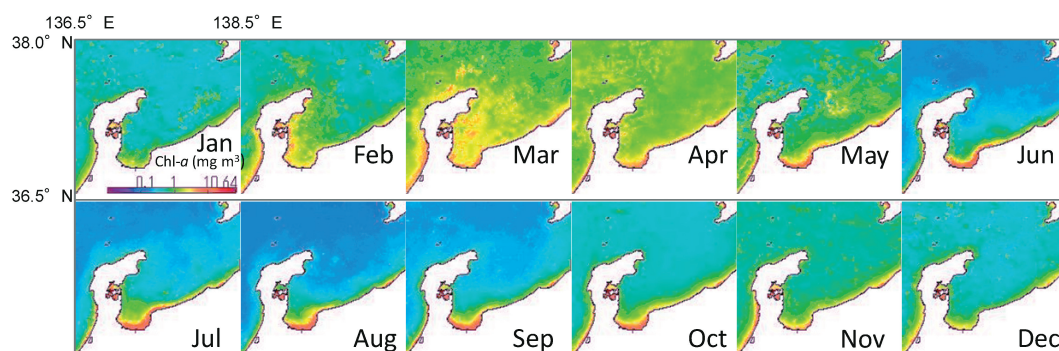 136.5° E 138.5° E
38.0° N
Jan Feb Mar Apr May Jun
Chl-a (mg m³)
0.1 1 10 64
36.5° N
Jul Aug Sep Oct Nov Dec